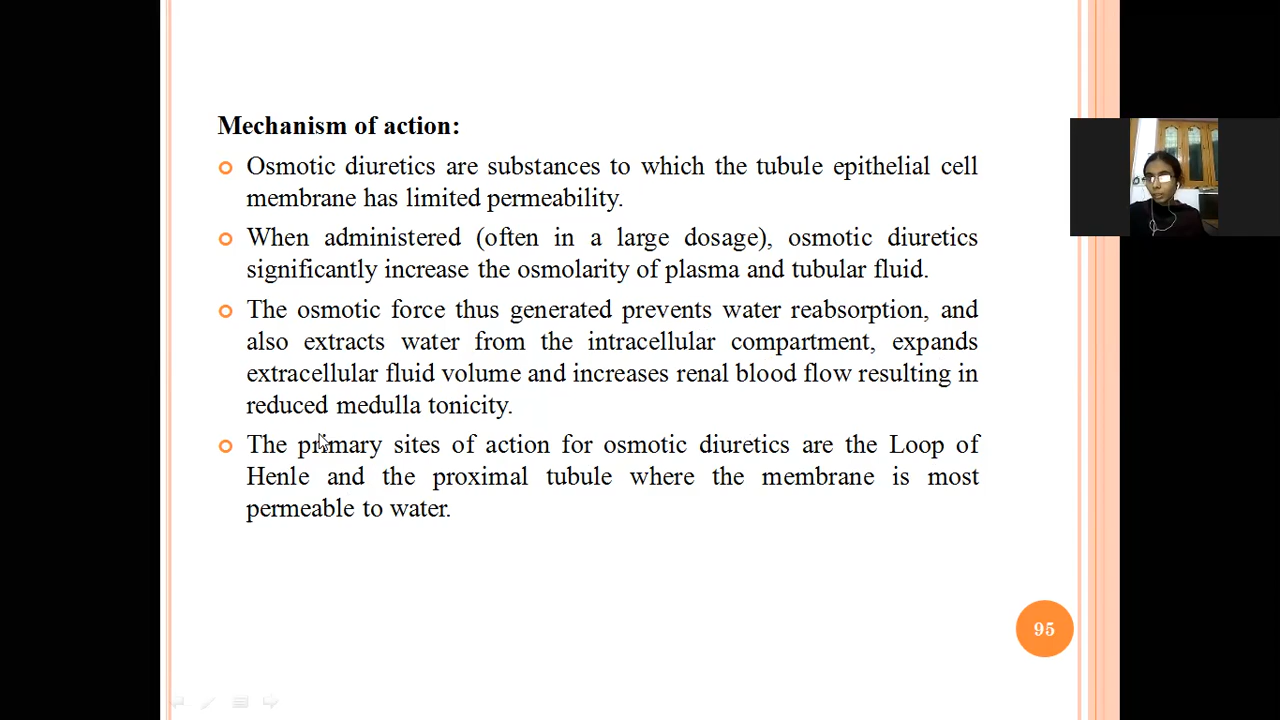 Mechanism of action:
Osmotic diuretics are substances to which the tubule epithelial cell
membrane has limited permeability.
When administered (often in a large dosage), osmotic diuretics
significantly increase the osmolarity of plasma and tubular fluid.
The osmotic force thus generated prevents water reabsorption, and
also extracts water from the intracellular compartment, expands
extracellular fluid volume and increases renal blood flow resulting in
reduced medulla tonicity.
The primary sites of action for osmotic diuretics are the Loop of
Henle and the proximal tubule where the membrane is most
permeable to water.
95